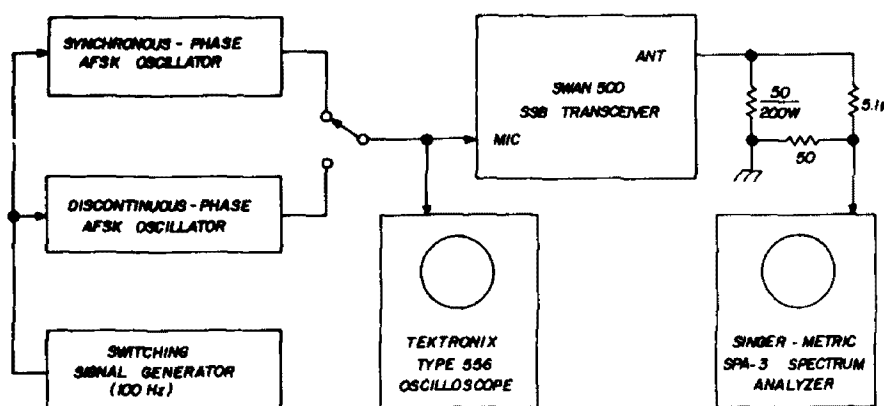 SYNCHRONOUS - PHASE
AFSK OSCILLATOR
DISCONTINUOUS - PHASE
AFSK OSCILLATOR
SWITCHING
SIGNAL GENERATOR
(100 Hz)
ANT
SWAN 500
SSB TRANSCEIVER
MIC
50
200W
5.1
50
TEKTRONIX
TYPE 556
OSCILLOSCOPE
SINGER - METRIC
SPA-3 SPECTRUM
ANALYZER